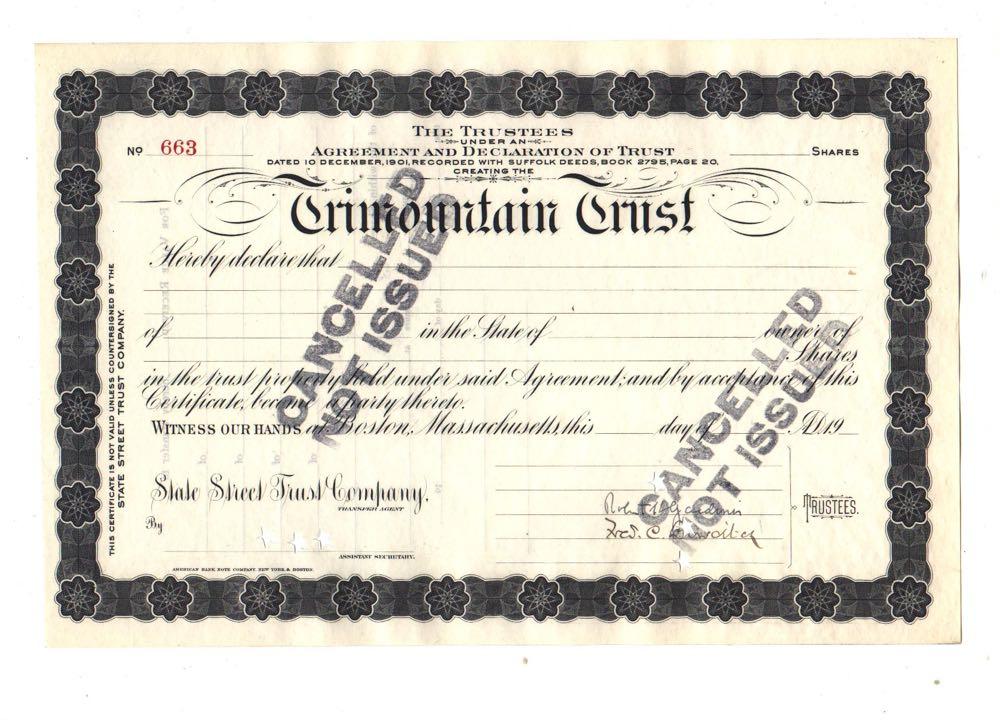 THE TRUSTEES
UNDER AN
AGREEMENT AND DECLARATION OF TRUST
DATED 10 DECEMBER, 1901, RECORDED WITH SUFFOLK DEEDS, BOOK 2795, PAGE 20,
CREATING THE
Nº 663
SHARES
Trimountain Trust
Hereby declare that
of in the State of owner of
Shares
in the trust property held under said Agreement; and by acceptance of this
Certificate, become a party thereto.
WITNESS OUR HANDS at Boston, Massachusetts, this day of A.D. 19
State Street Trust Company,
TRANSFER AGENT
By
ASSISTANT SECRETARY.
TRUSTEES.
AMERICAN BANK NOTE COMPANY, NEW YORK & BOSTON.
THIS CERTIFICATE IS NOT VALID UNLESS COUNTERSIGNED BY THE
STATE STREET TRUST COMPANY.
CANCELLED
NOT ISSUED
CANCELLED
NOT ISSUED